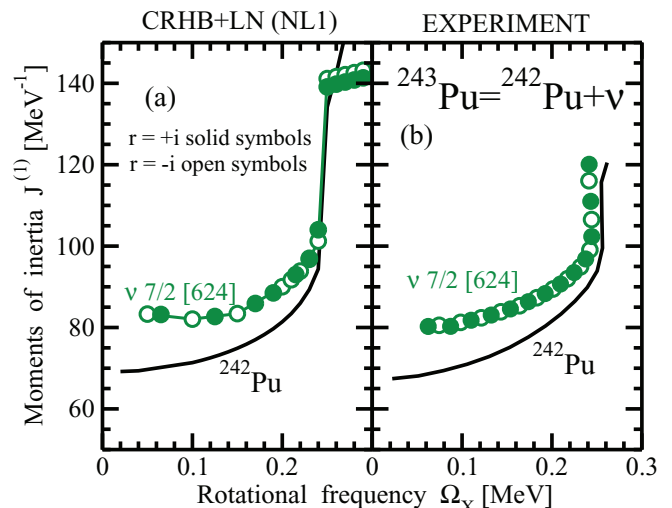 CRHB+LN (NL1) EXPERIMENT
Moments of inertia J⁽¹⁾ [MeV⁻¹]
140
120
100
80
60
(a)
r = +i solid symbols
r = -i open symbols
ν 7/2 [624]
²⁴²Pu
²⁴³Pu=²⁴²Pu+ν
(b)
ν 7/2 [624]
²⁴²Pu
0 0.2 0 0.1 0.2 0.3
Rotational frequency Ωₓ [MeV]